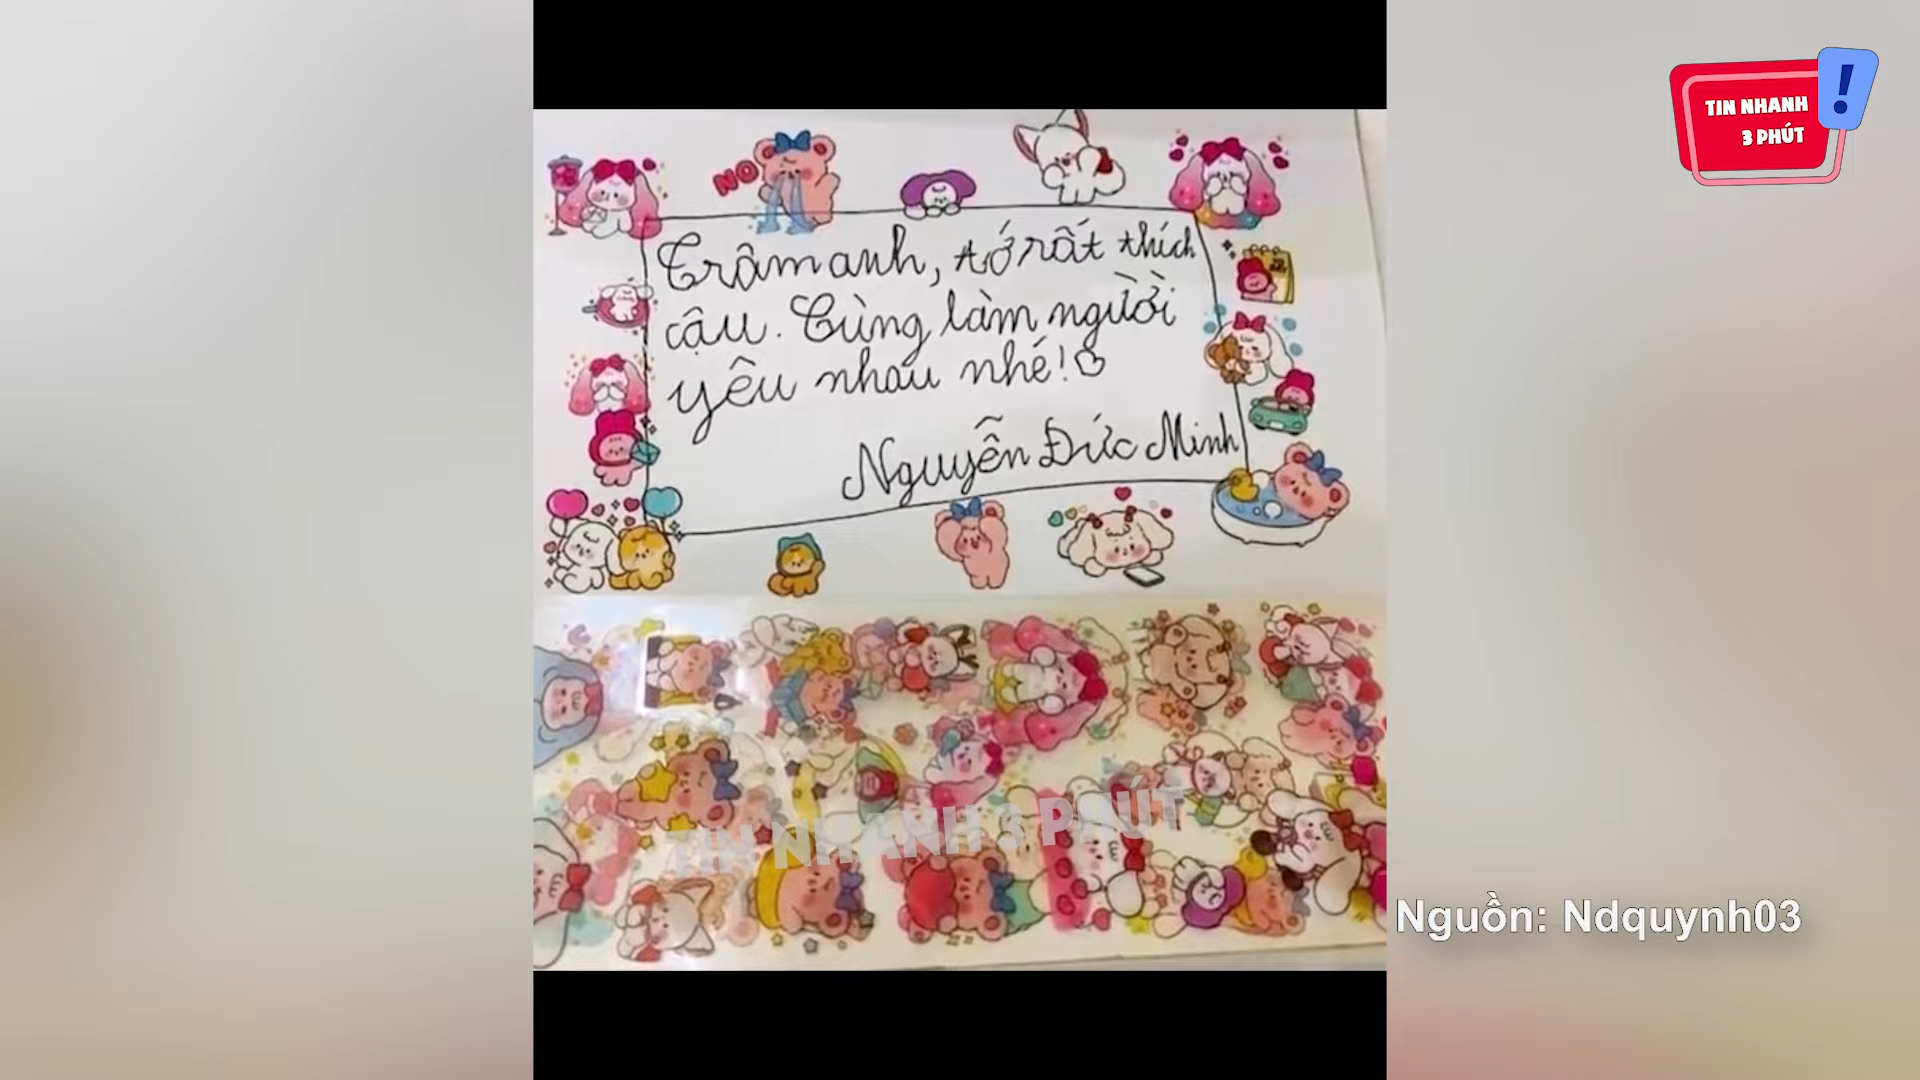 TIN NHANH
3 PHÚT
!
NO
Trâm anh, tớ rất thích
cậu. Cùng làm người
yêu nhau nhé!♡
Nguyễn Đức Minh
TIN NHANH 3 PHÚT
Nguồn: Ndquynh03